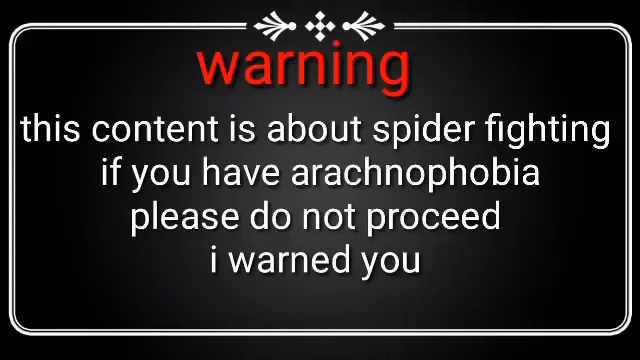 warning
this content is about spider fighting
if you have arachnophobia
please do not proceed
i warned you